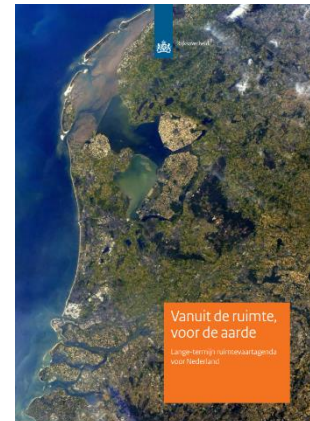 Rijksoverheid
Vanuit de ruimte,
voor de aarde
Lange-termijn ruimtevaartagenda
voor Nederland